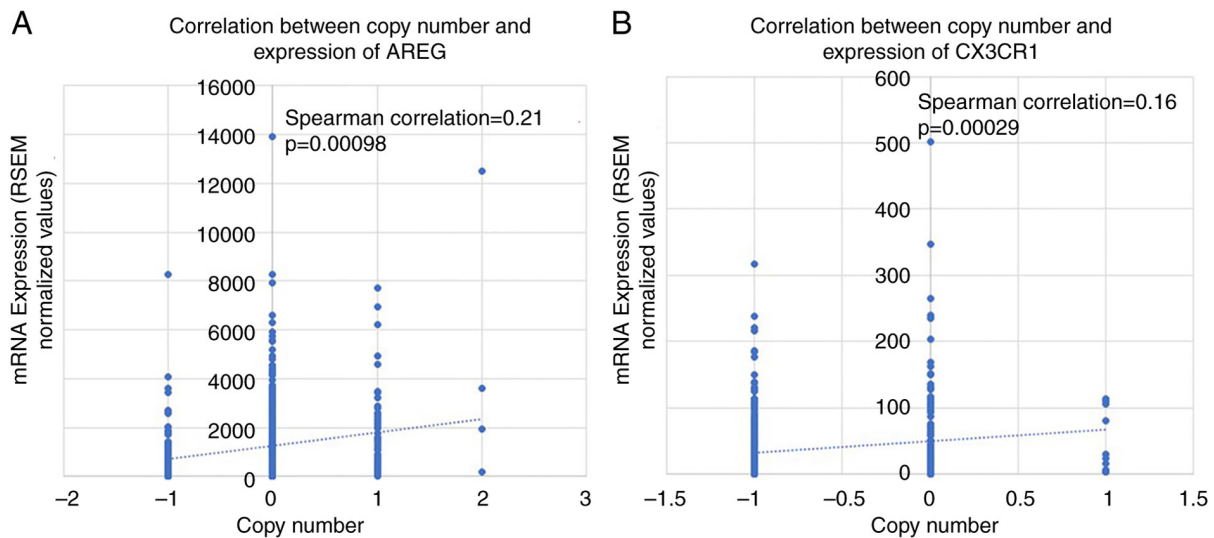 A
Correlation between copy number and
expression of AREG
16000
14000
12000
10000
8000
6000
4000
2000
0
Spearman correlation=0.21
p=0.00098
mRNA Expression (RSEM
normalized values)
−2
−1
0
1
2
3
Copy number
B
Correlation between copy number and
expression of CX3CR1
600
500
400
300
200
100
0
Spearman correlation=0.16
p=0.00029
mRNA Expression (RSEM
normalized values)
−1.5
−1
−0.5
0
0.5
1
1.5
Copy number